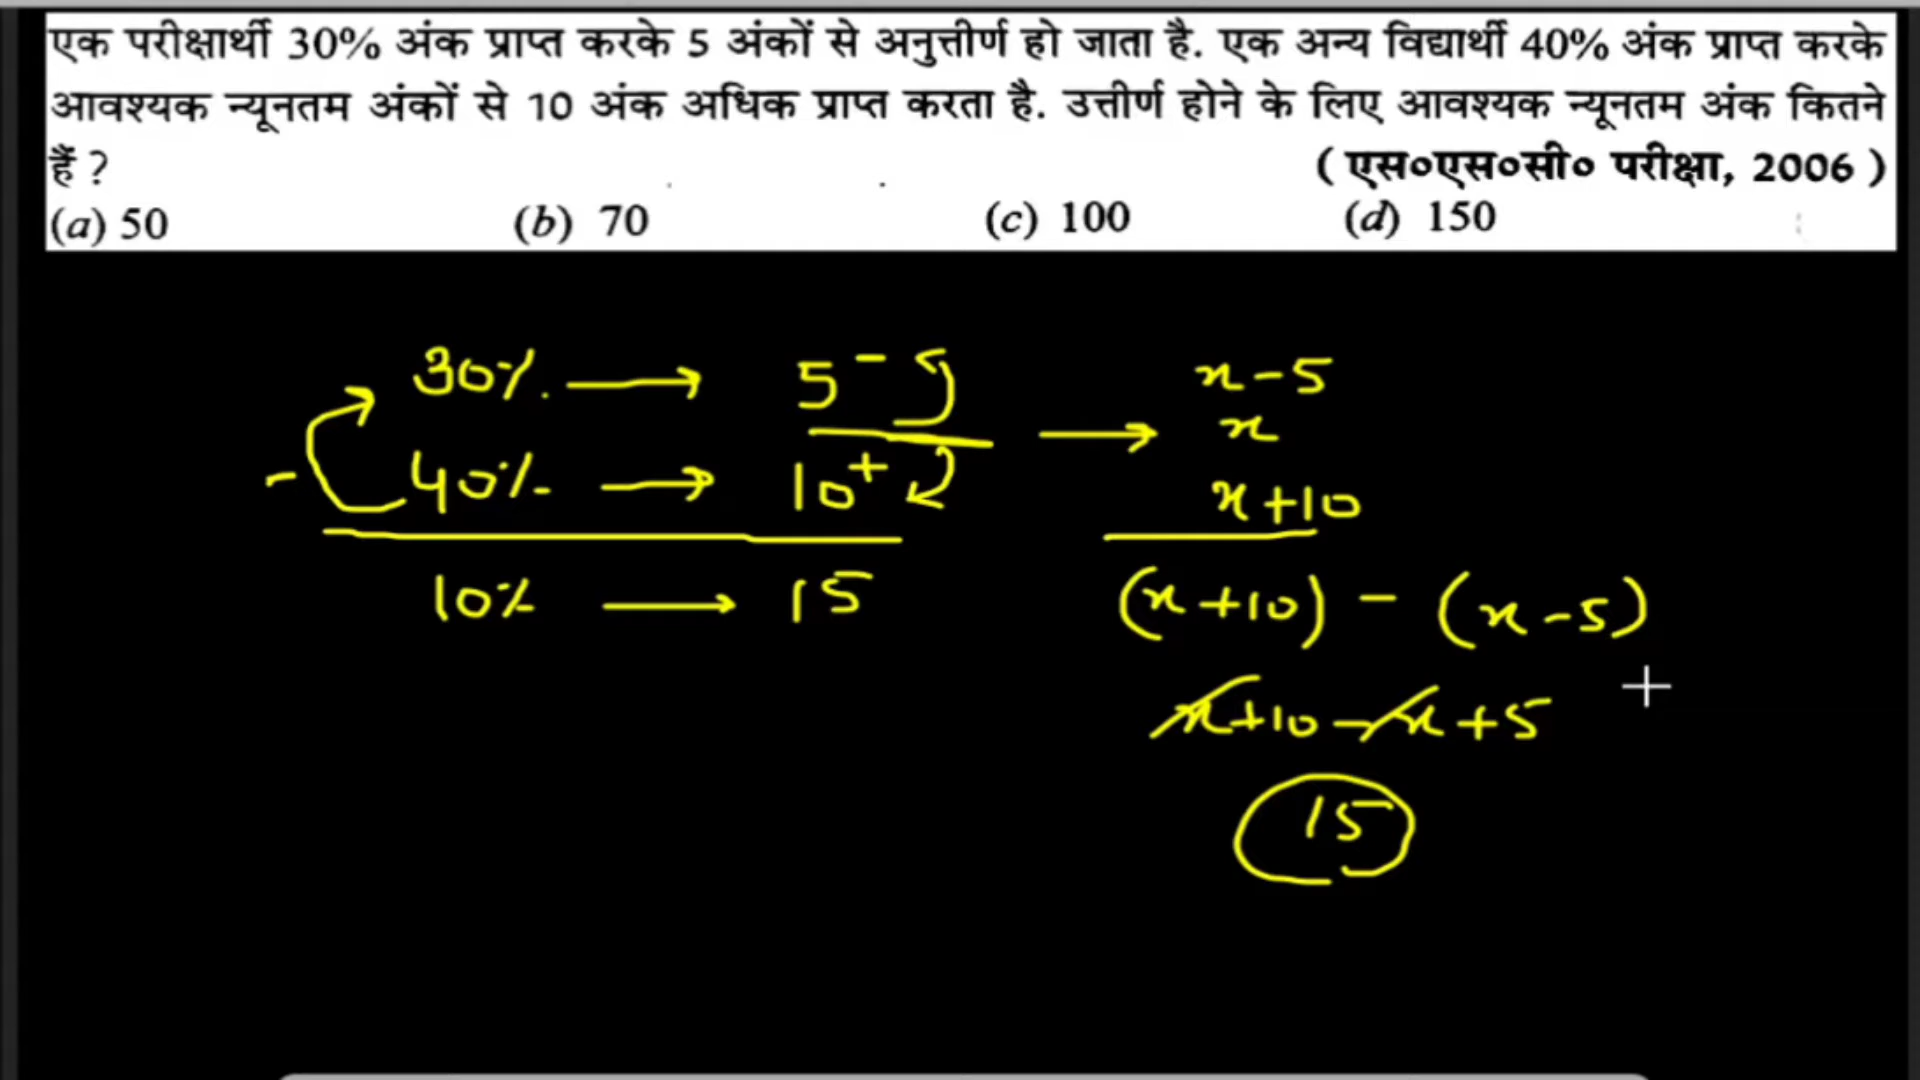 एक परीक्षार्थी 30% अंक प्राप्त करके 5 अंकों से अनुत्तीर्ण हो जाता है. एक अन्य विद्यार्थी 40% अंक प्राप्त करके
आवश्यक न्यूनतम अंकों से 10 अंक अधिक प्राप्त करता है. उत्तीर्ण होने के लिए आवश्यक न्यूनतम अंक कितने
हैं ? ( एस०एस०सी० परीक्षा, 2006 )
(a) 50 (b) 70 (c) 100 (d) 150
30% . → 5 - x - 5
→ x
- 40% → 10 + x + 10
10% → 15 (x + 10) - (x - 5)
x + 10 - x + 5
15